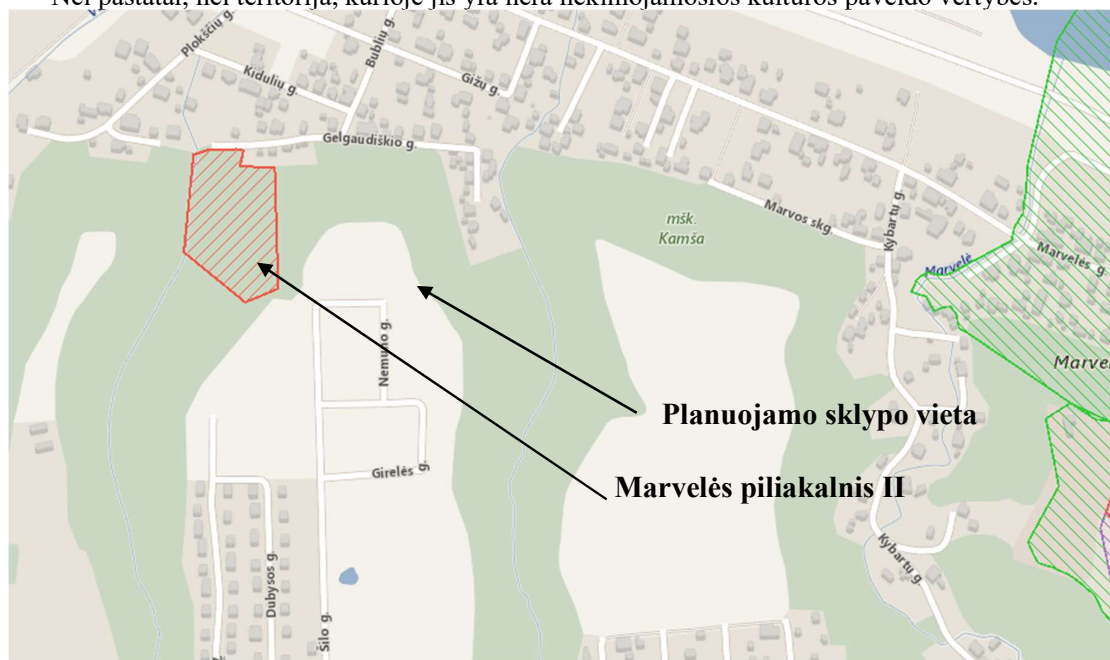 Nei pastatai, nei teritorija, kurioje jis yra nėra nekilnojamosios kultūros paveldo vertybės.
Plokščių g.
Kidulių g.
Bublių g.
Gižų g.
Gelgaudiškio g.
Marvos skg.
mšk.
Kamša
Kybartų g.
Marvelė
Marvelės g.
Marve
Nemuno g.
Planuojamo sklypo vieta
Girelės g.
Marvelės piliakalnis II
Dubysos g.
Šilo g.
Kybartų g.